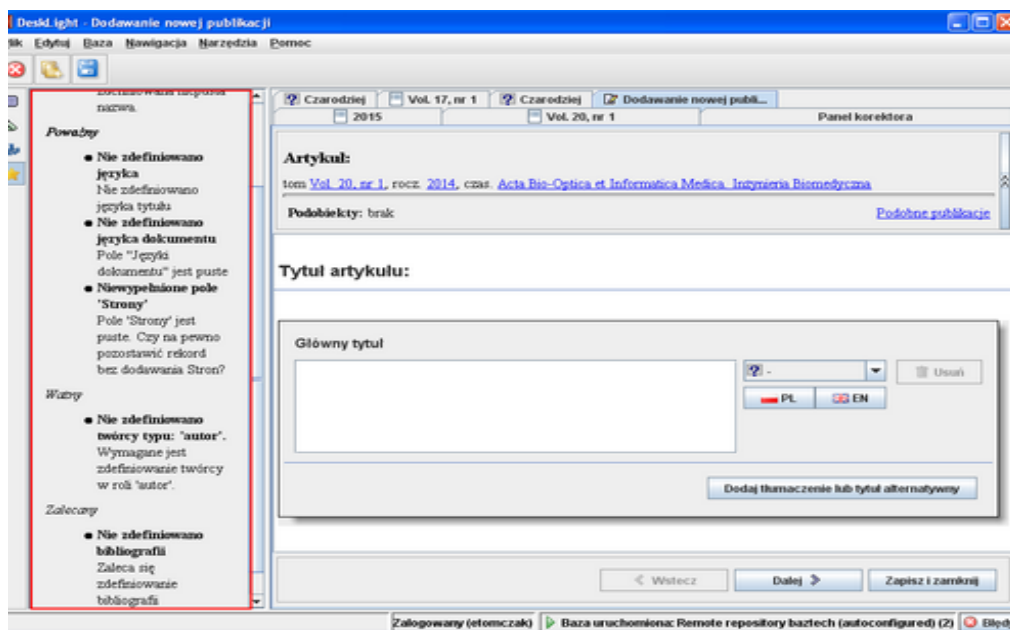 DeskLight - Dodawanie nowej publikacji
Plik Edytuj Baza Nawigacja Narzędzia Pomoc
nazwa.
Poważny
Nie zdefiniowano
języka
Nie zdefiniowano
języka tytułu
Nie zdefiniowano
języka dokumentu
Pole "Języki
dokumentu" jest puste
Niewypełnione pole
'Strony'
Pole 'Strony' jest
puste. Czy na pewno
pozostawić rekord
bez dodawania Stron?
Ważny
Nie zdefiniowano
twórcy typu: 'autor'.
Wymagane jest
zdefiniowanie twórcy
w roli 'autor'.
Zalecany
Nie zdefiniowano
bibliografii
Zaleca się
zdefiniowanie
bibliografii
Czarodziej Vol. 17, nr 1 Czarodziej Dodawanie nowej publi...
2015 Vol. 20, nr 1 Panel korektora
Artykuł:
tom Vol. 20, nr 1, rocz. 2014, czas. Acta Bio-Optica et Informatica Medica. Inżynieria Biomedyczna
Podobiekty: brak Podobne publikacje
Tytuł artykułu:
Główny tytuł
-
Usuń
PL EN
Dodaj tłumaczenie lub tytuł alternatywny
Wstecz Dalej Zapisz i zamknij
Zalogowany (etomczak) Baza uruchomiona: Remote repository baztech (autoconfigured) (2) Błędy